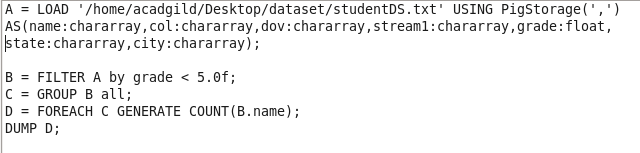 A = LOAD '/home/acadgild/Desktop/dataset/studentDS.txt' USING PigStorage(',')
AS(name:chararray,col:chararray,dov:chararray,stream1:chararray,grade:float,
state:chararray,city:chararray);
B = FILTER A by grade < 5.0f;
C = GROUP B all;
D = FOREACH C GENERATE COUNT(B.name);
DUMP D;